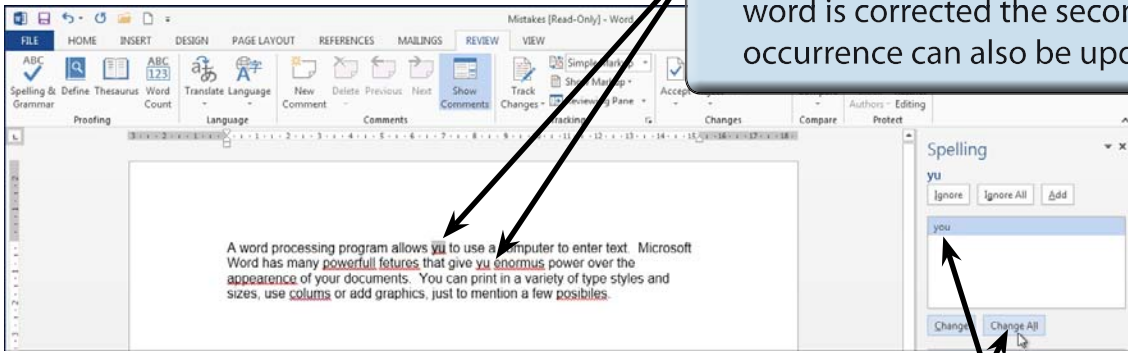 Mistakes [Read-Only] - Word
word is corrected the
occurrence can also be
FILE HOME INSERT DESIGN PAGE LAYOUT REFERENCES MAILINGS REVIEW VIEW
ABC ABC 123
Spelling & Grammar Define Thesaurus Word Count Translate Language New Comment Delete Previous Next Show Comments Track Changes Simple Markup Show Markup Reviewing Pane Accept
Authors Editing
Proofing Language Comments Tracking Changes Compare Protect
Spelling
yu
Ignore Ignore All Add
you
A word processing program allows yu to use a computer to enter text. Microsoft
Word has many powerfull fetures that give yu enormus power over the
appearence of your documents. You can print in a variety of type styles and
sizes, use colums or add graphics, just to mention a few posibiles.
Change Change All